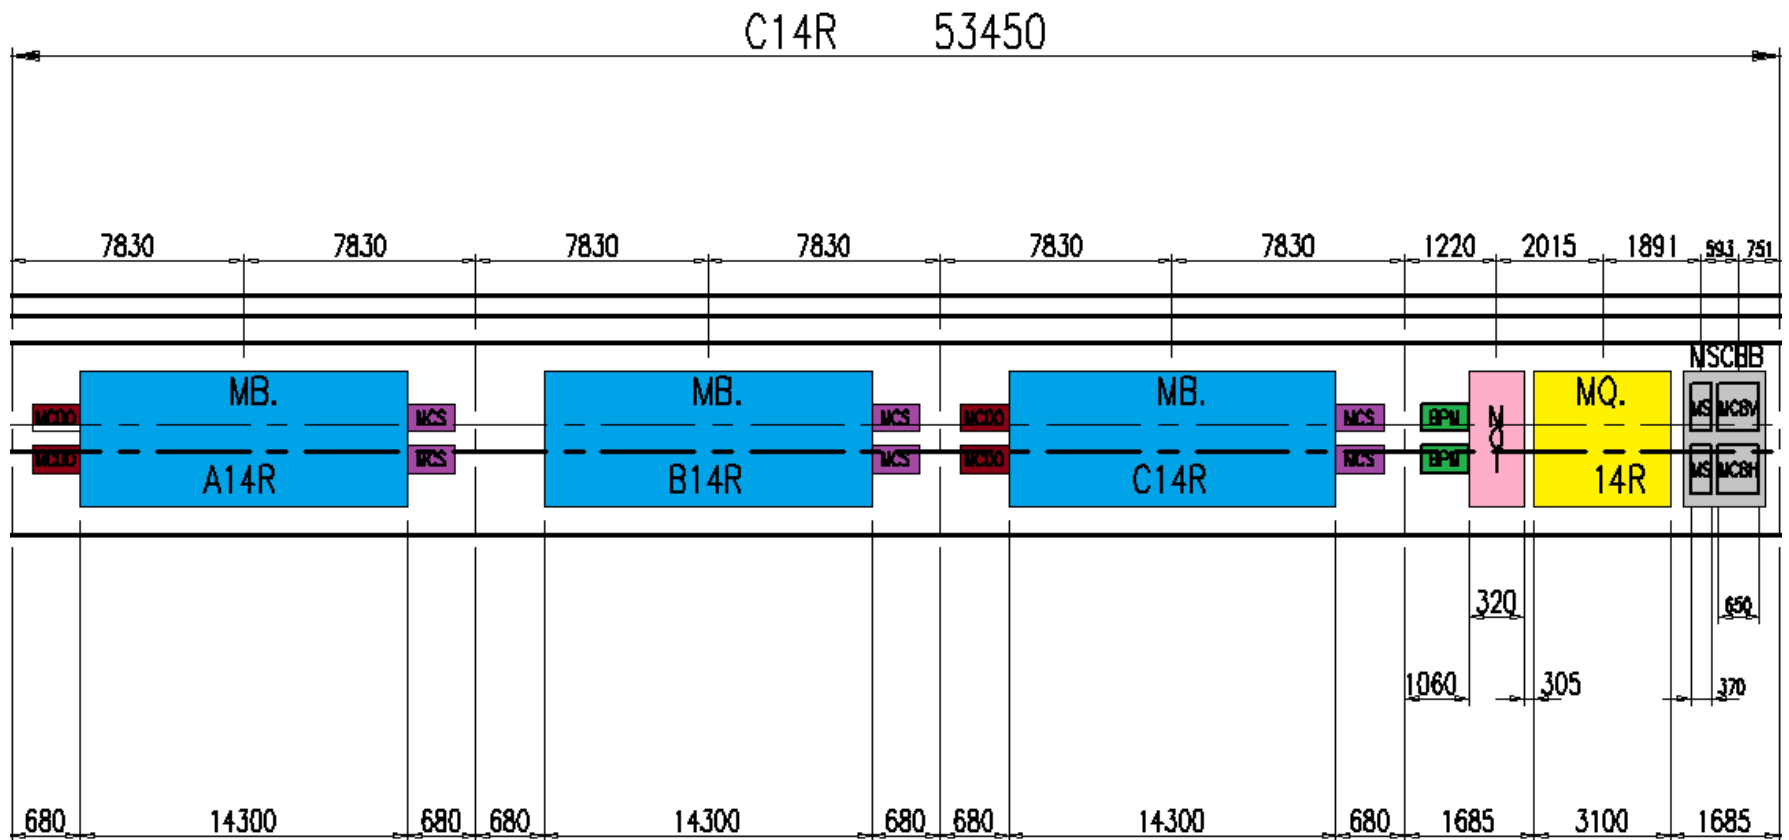 C14R 53450
7830 7830 7830 7830 7830 7830 1220 2015 1891 593 751
MSCBB
MB. MB. MB. MQ.
MCDO MCS MCS MCDO MCS BPM MQT MS MCBV
MCDO MCS MCS MCDO MCS BPM MS MCBH
A14R B14R C14R 14R
320 650
1060 305 370
680 14300 680 680 14300 680 680 14300 680 1685 3100 1685